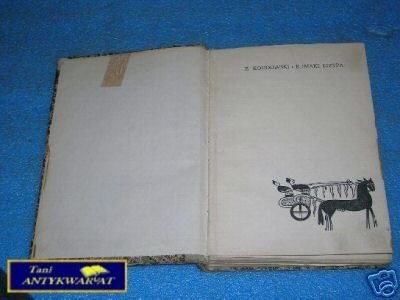 Z. KOSIDOWSKI · RUMAKI LIZYPA
Tani
ANTYKWARIAT